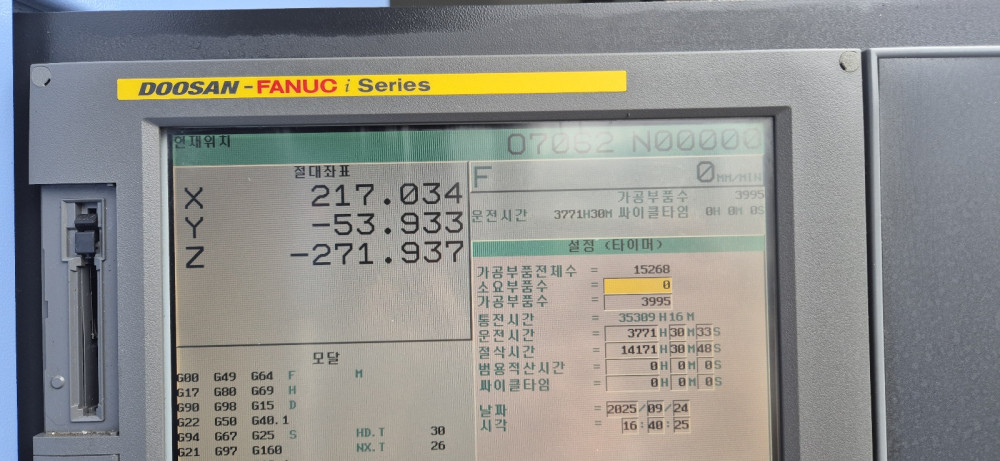 DOOSAN-FANUC i Series
현재위치 O7052 N00000
절대좌표
X 217.034
Y -53.933
Z -271.937
F 0 MM/MIN
가공부품수 3995
운전시간 3771H30M 싸이클타임 0H 0M 0S
설정 (타이머)
가공부품전체수 = 15268
소요부품수 = 0
가공부품수 = 3995
통전시간 = 35309 H 16 M
운전시간 = 3771 H 30 M 33 S
절삭시간 = 14171 H 30 M 48 S
범용적산시간 = 0 H 0 M 0 S
싸이클타임 = 0 H 0 M 0 S
날짜 = 2025/09/24
시각 = 16:40:25
모달
G00 G49 G64 F M
G17 G80 G69 H
G90 G98 G15 D
G22 G50 G40.1
G94 G67 G25 S HD.T 30
G21 G97 G160 NX.T 26